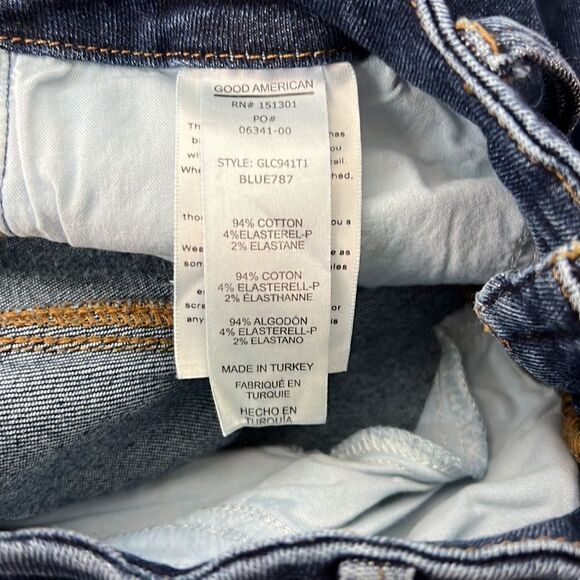 GOOD AMERICAN
RN# 151301
PO#
06341-00
STYLE: GLC941T1
BLUE787
94% COTTON
4%ELASTEREL-P
2% ELASTANE
94% COTON
4% ELASTERELL-P
2% ÉLASTHANNE
94% ALGODÓN
4% ELASTERELL-P
2% ELASTANO
MADE IN TURKEY
FABRIQUÉ EN
TURQUIE
HECHO EN
TURQUÍA